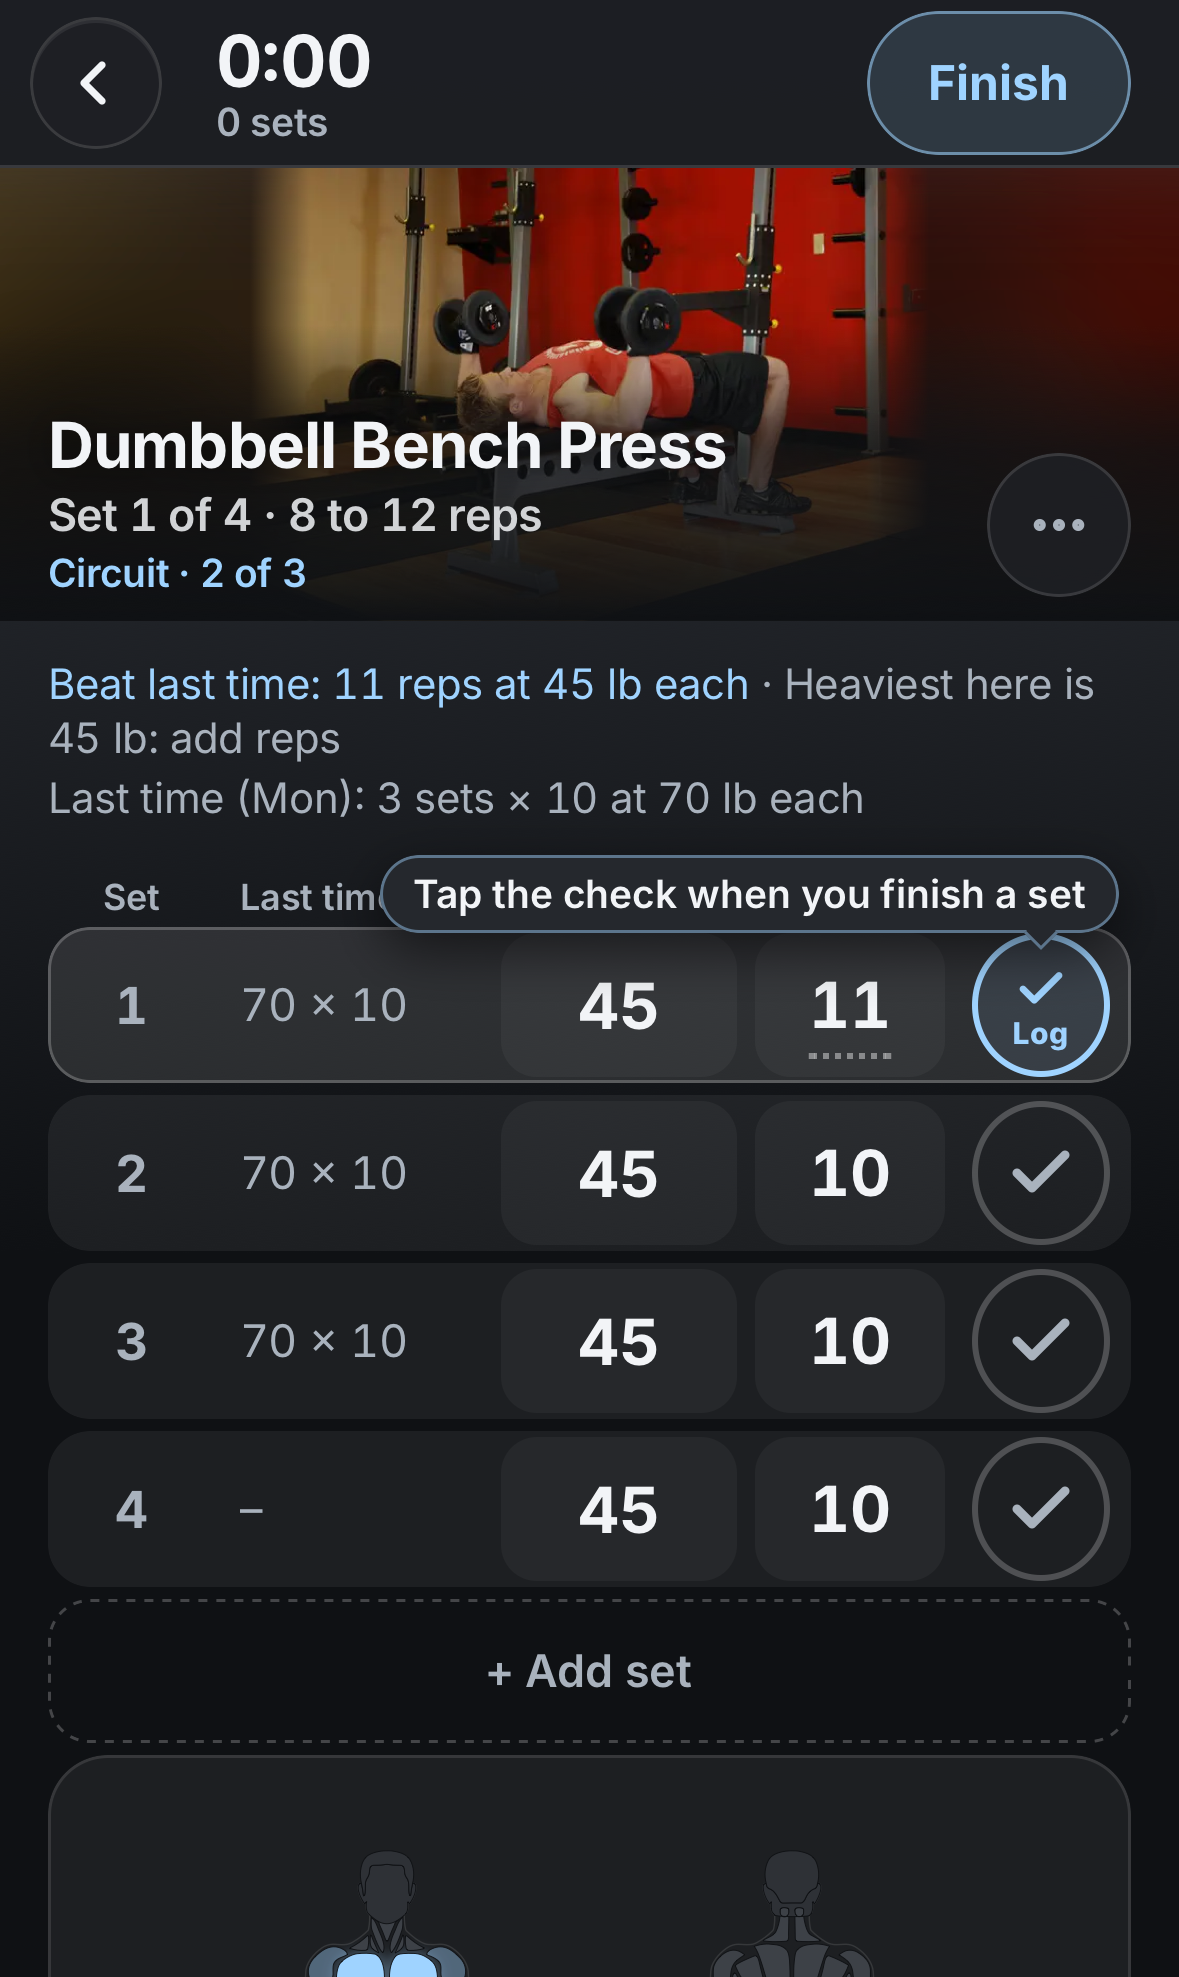 0:00
0 sets
Finish
Dumbbell Bench Press
Set 1 of 4 · 8 to 12 reps
Circuit · 2 of 3
Beat last time: 11 reps at 45 lb each · Heaviest here is
45 lb: add reps
Last time (Mon): 3 sets × 10 at 70 lb each
Tap the check when you finish a set
Set Last
1 70 × 10 45 11 Log
2 70 × 10 45 10
3 70 × 10 45 10
4 – 45 10
+ Add set